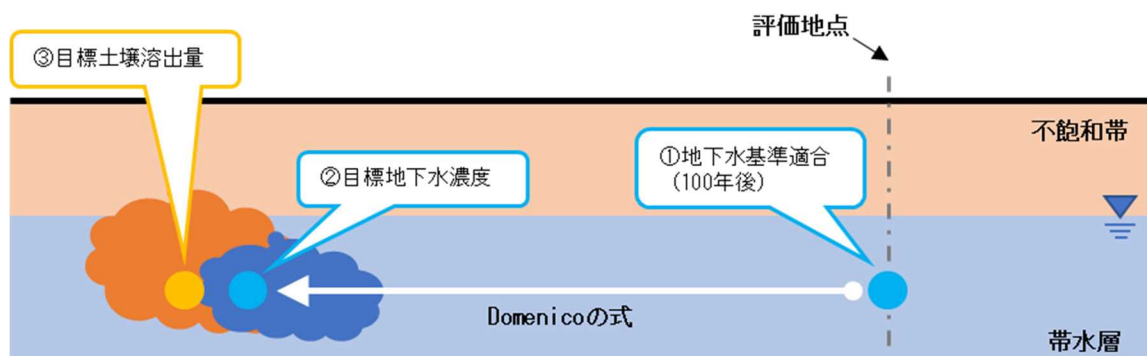 評価地点
③目標土壌溶出量
不飽和帯
①地下水基準適合
(100年後)
②目標地下水濃度
Domenicoの式
帯水層